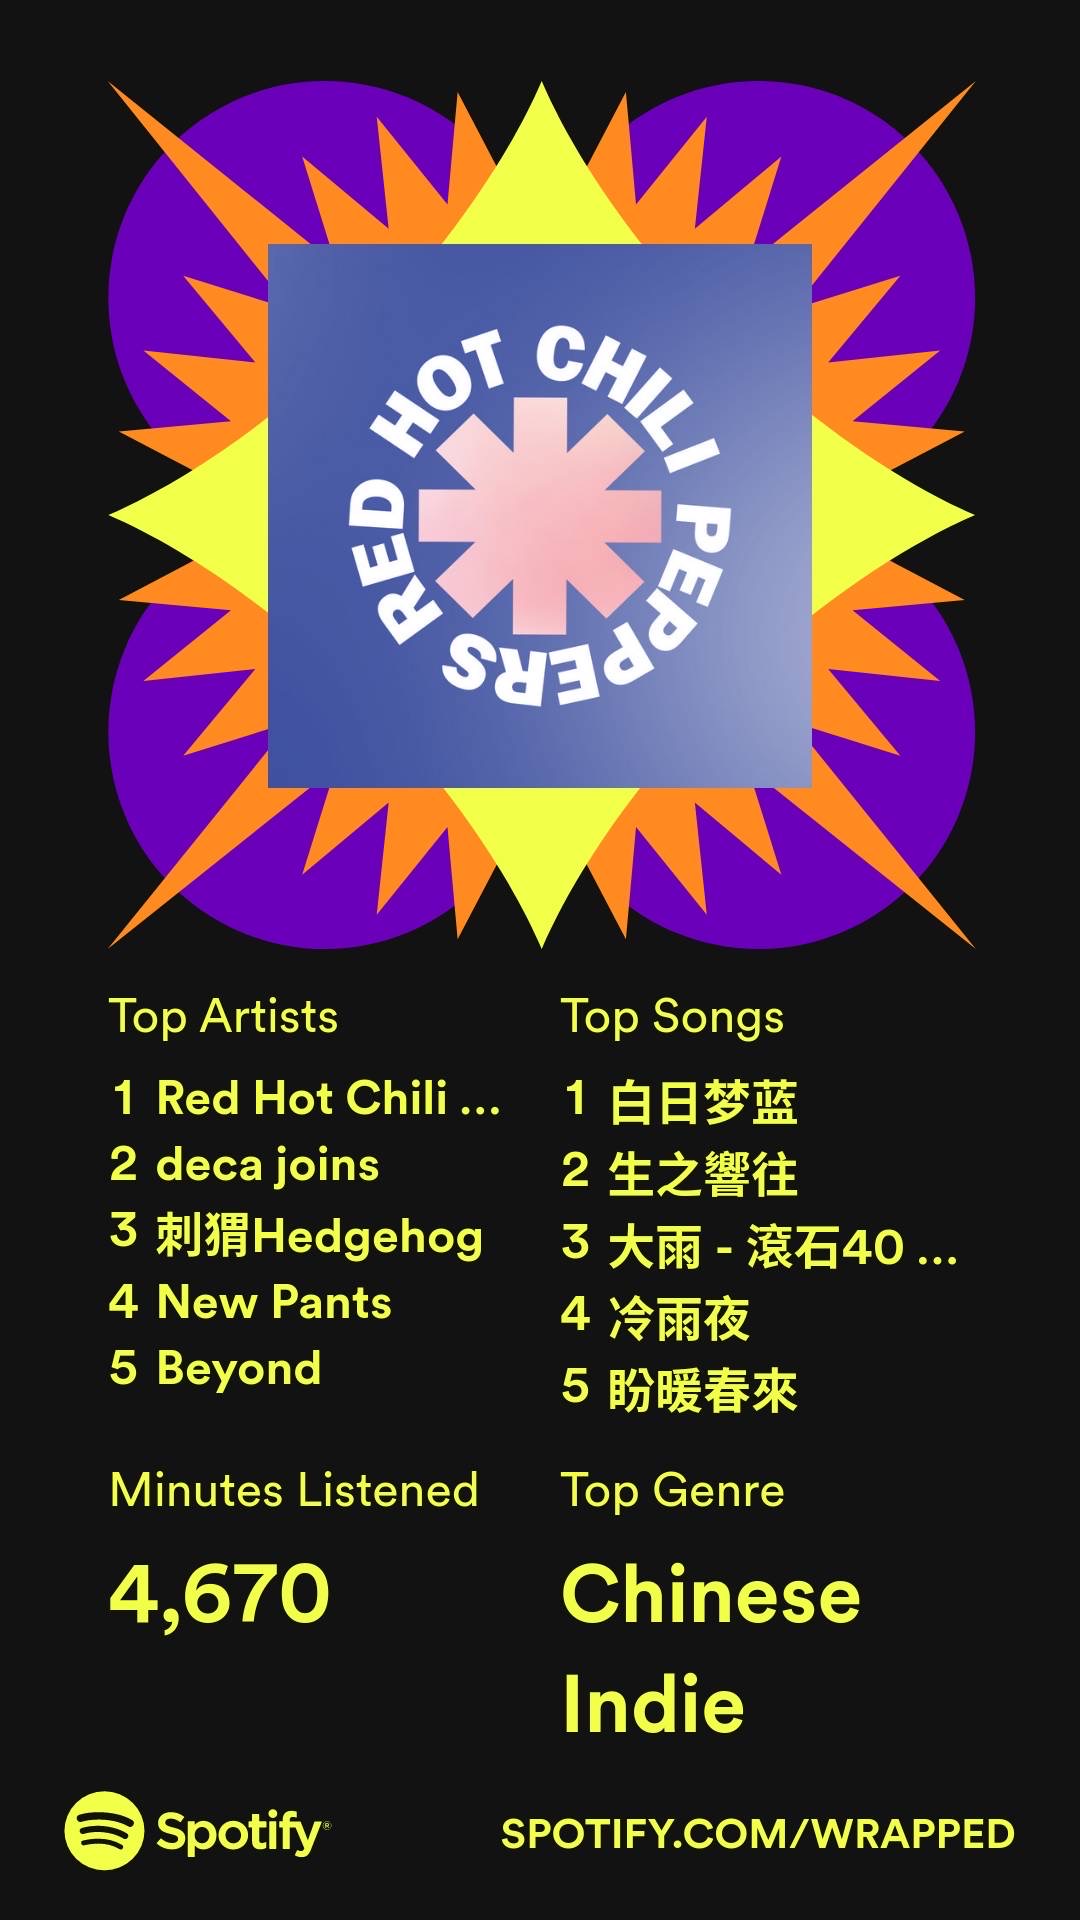 RED HOT CHILI PEPPERS
Top Artists
1 Red Hot Chili ...
2 deca joins
3 刺猬Hedgehog
4 New Pants
5 Beyond
Top Songs
1 白日梦蓝
2 生之響往
3 大雨 - 滾石40 ...
4 冷雨夜
5 盼暖春來
Minutes Listened
4,670
Top Genre
Chinese
Indie
Spotify®
SPOTIFY.COM/WRAPPED